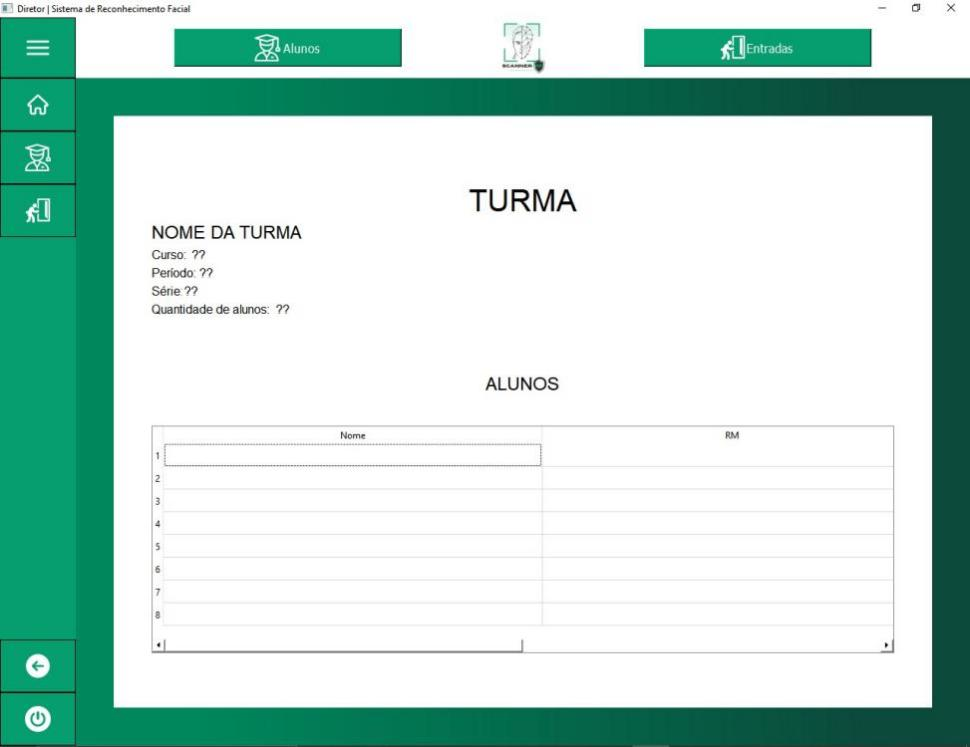 Diretor | Sistema de Reconhecimento Facial
Alunos
SCANNER
Entradas
TURMA
NOME DA TURMA
Curso: ??
Período: ??
Série ??
Quantidade de alunos: ??
ALUNOS
Nome RM
1
2
3
4
5
6
7
8